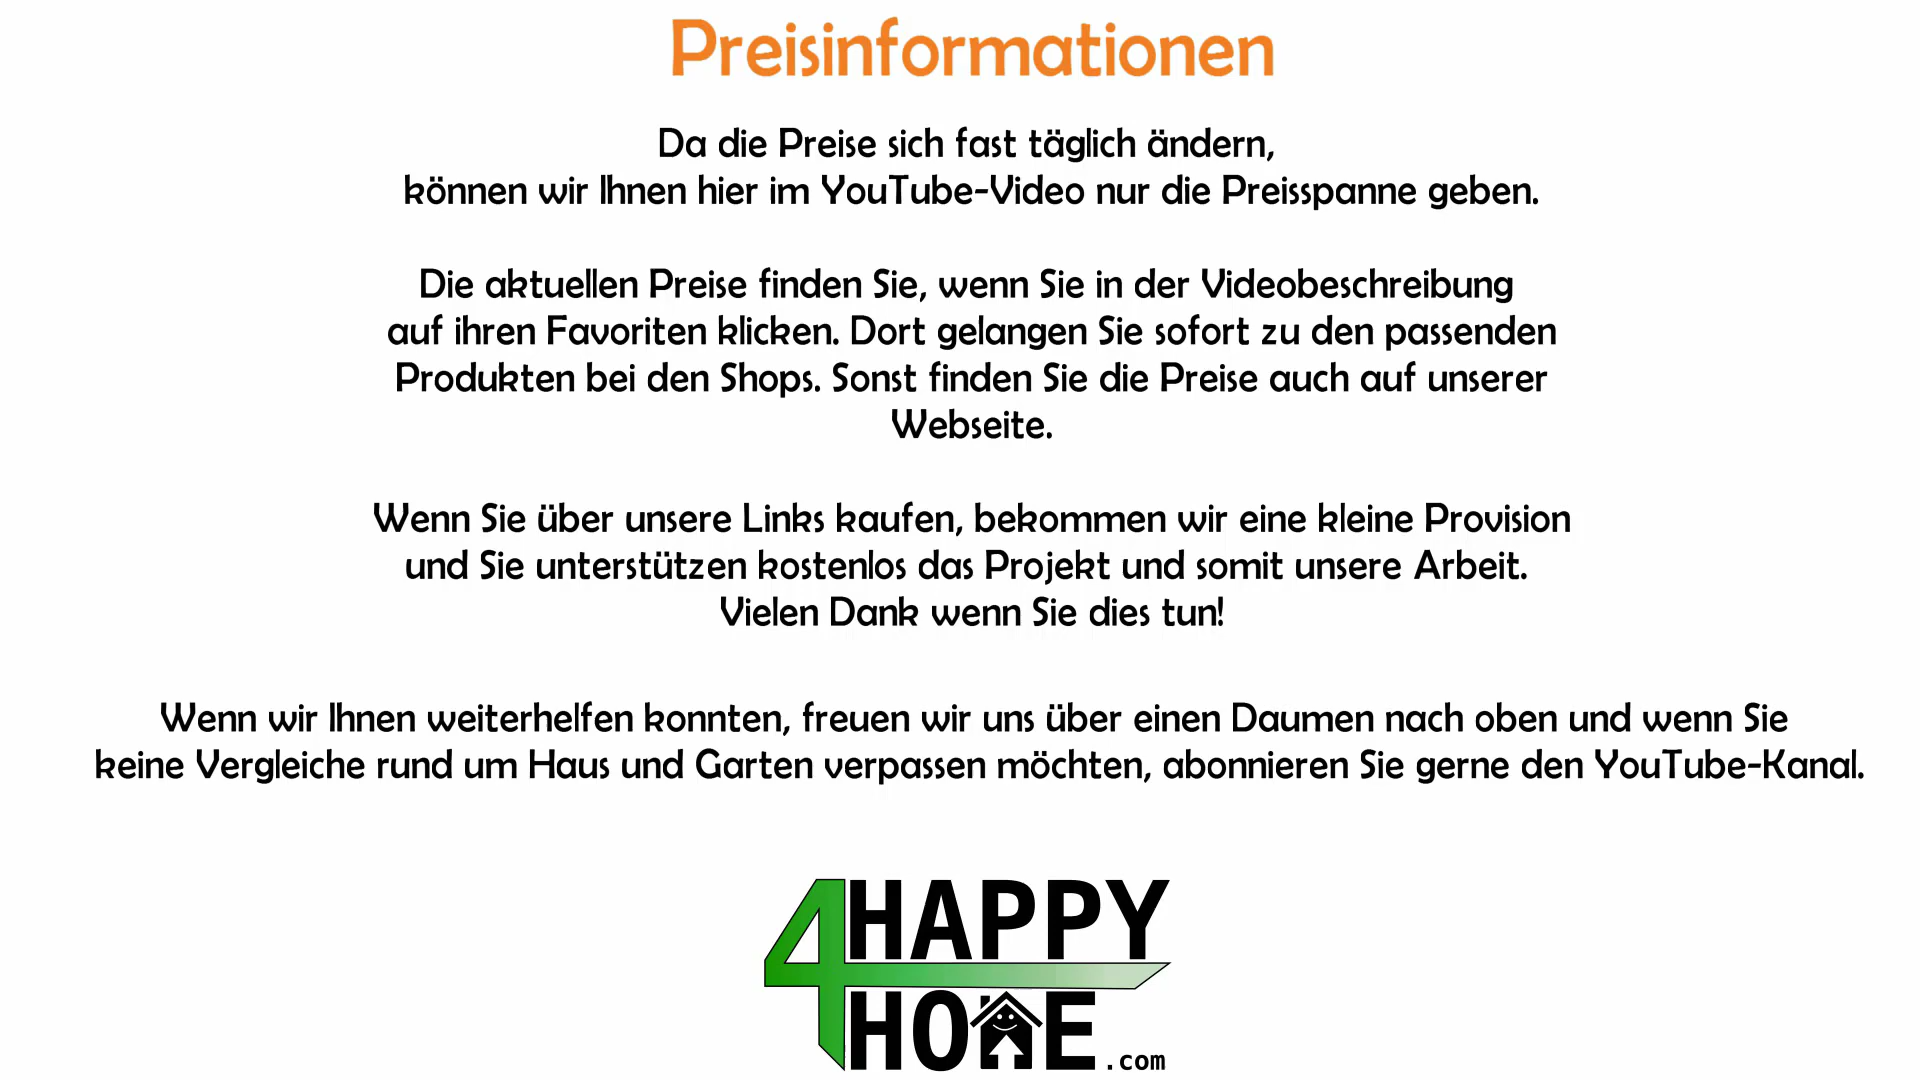 Preisinformationen
Da die Preise sich fast täglich ändern,
können wir Ihnen hier im YouTube-Video nur die Preisspanne geben.
Die aktuellen Preise finden Sie, wenn Sie in der Videobeschreibung
auf ihren Favoriten klicken. Dort gelangen Sie sofort zu den passenden
Produkten bei den Shops. Sonst finden Sie die Preise auch auf unserer
Webseite.
Wenn Sie über unsere Links kaufen, bekommen wir eine kleine Provision
und Sie unterstützen kostenlos das Projekt und somit unsere Arbeit.
Vielen Dank wenn Sie dies tun!
Wenn wir Ihnen weiterhelfen konnten, freuen wir uns über einen Daumen nach oben und wenn Sie
keine Vergleiche rund um Haus und Garten verpassen möchten, abonnieren Sie gerne den YouTube-Kanal.
4HAPPY
HOME.com